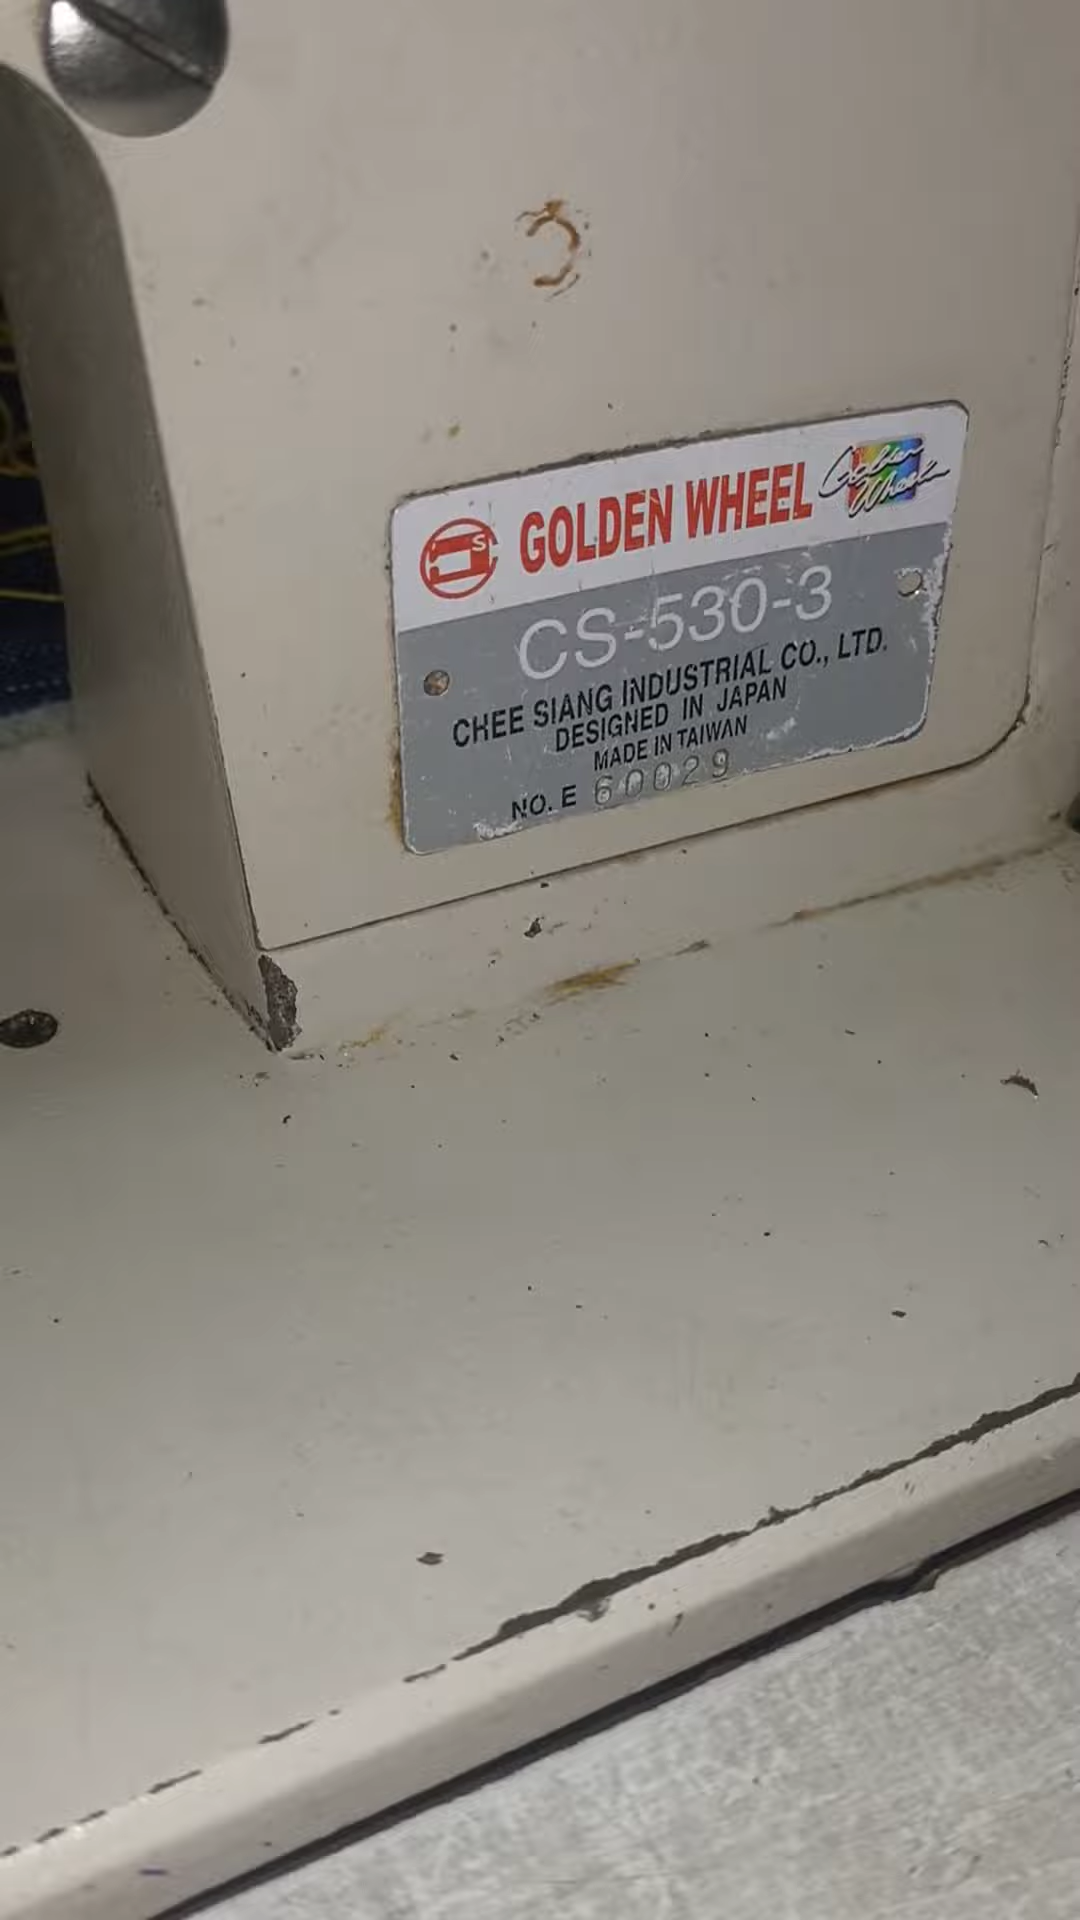 S
GOLDEN WHEEL
Golden
Wheel
CS-530-3
CHEE SIANG INDUSTRIAL CO., LTD.
DESIGNED IN JAPAN
MADE IN TAIWAN
NO. E 60029